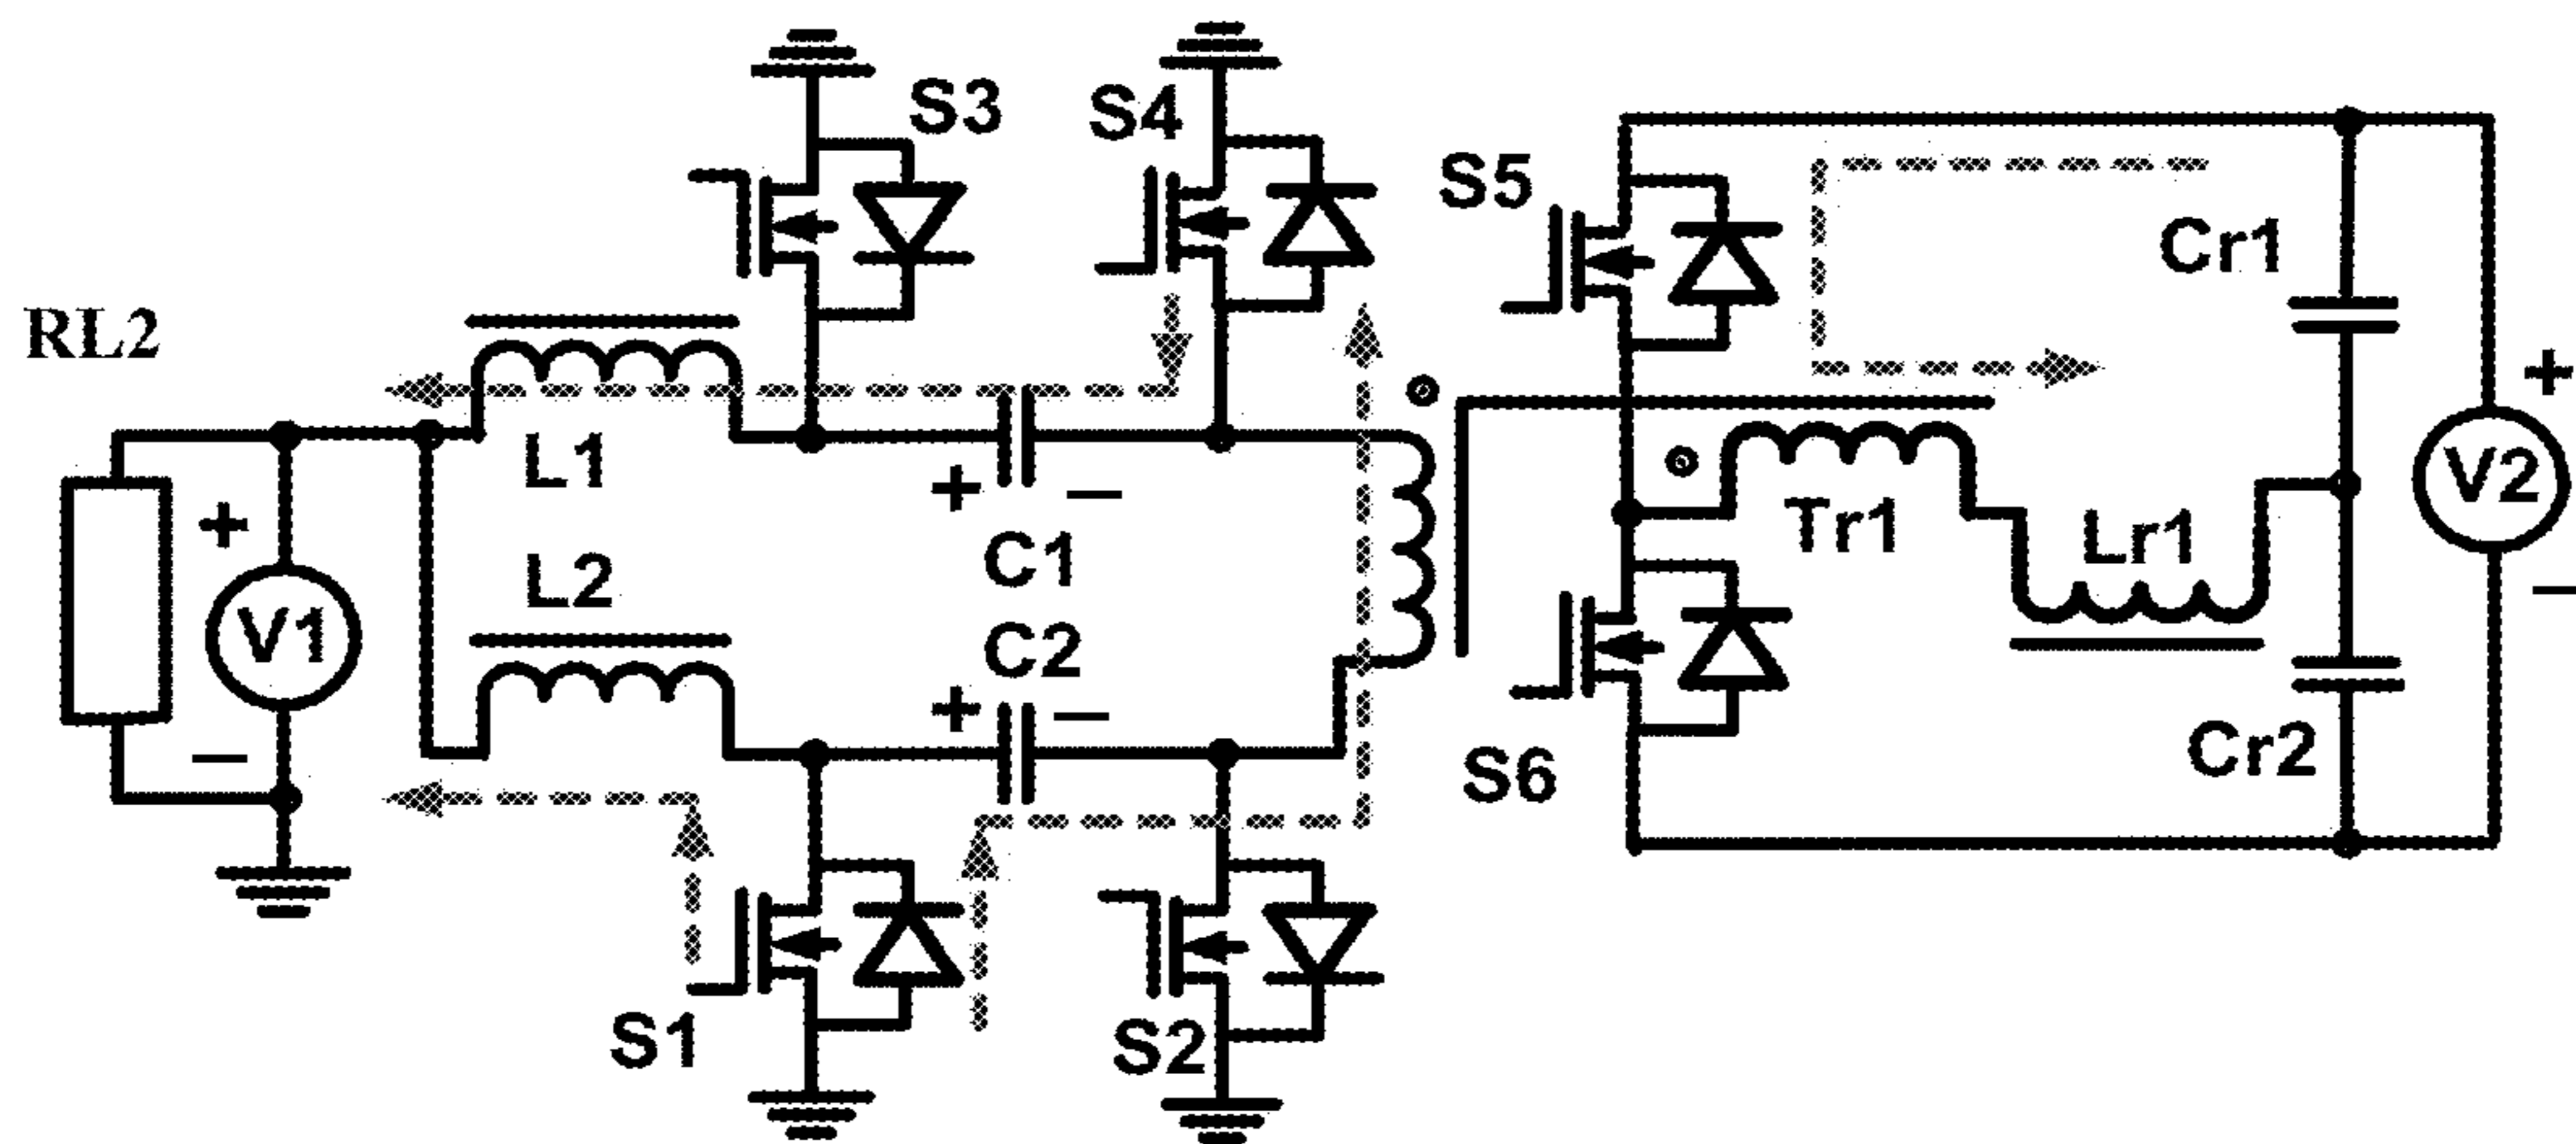 S3
S4
S5
Cr1
RL2
+
L1
V2
+
Tr1
Lr1
+ −
C1
L2
V1
−
C2
+ −
−
Cr2
S6
S1
S2